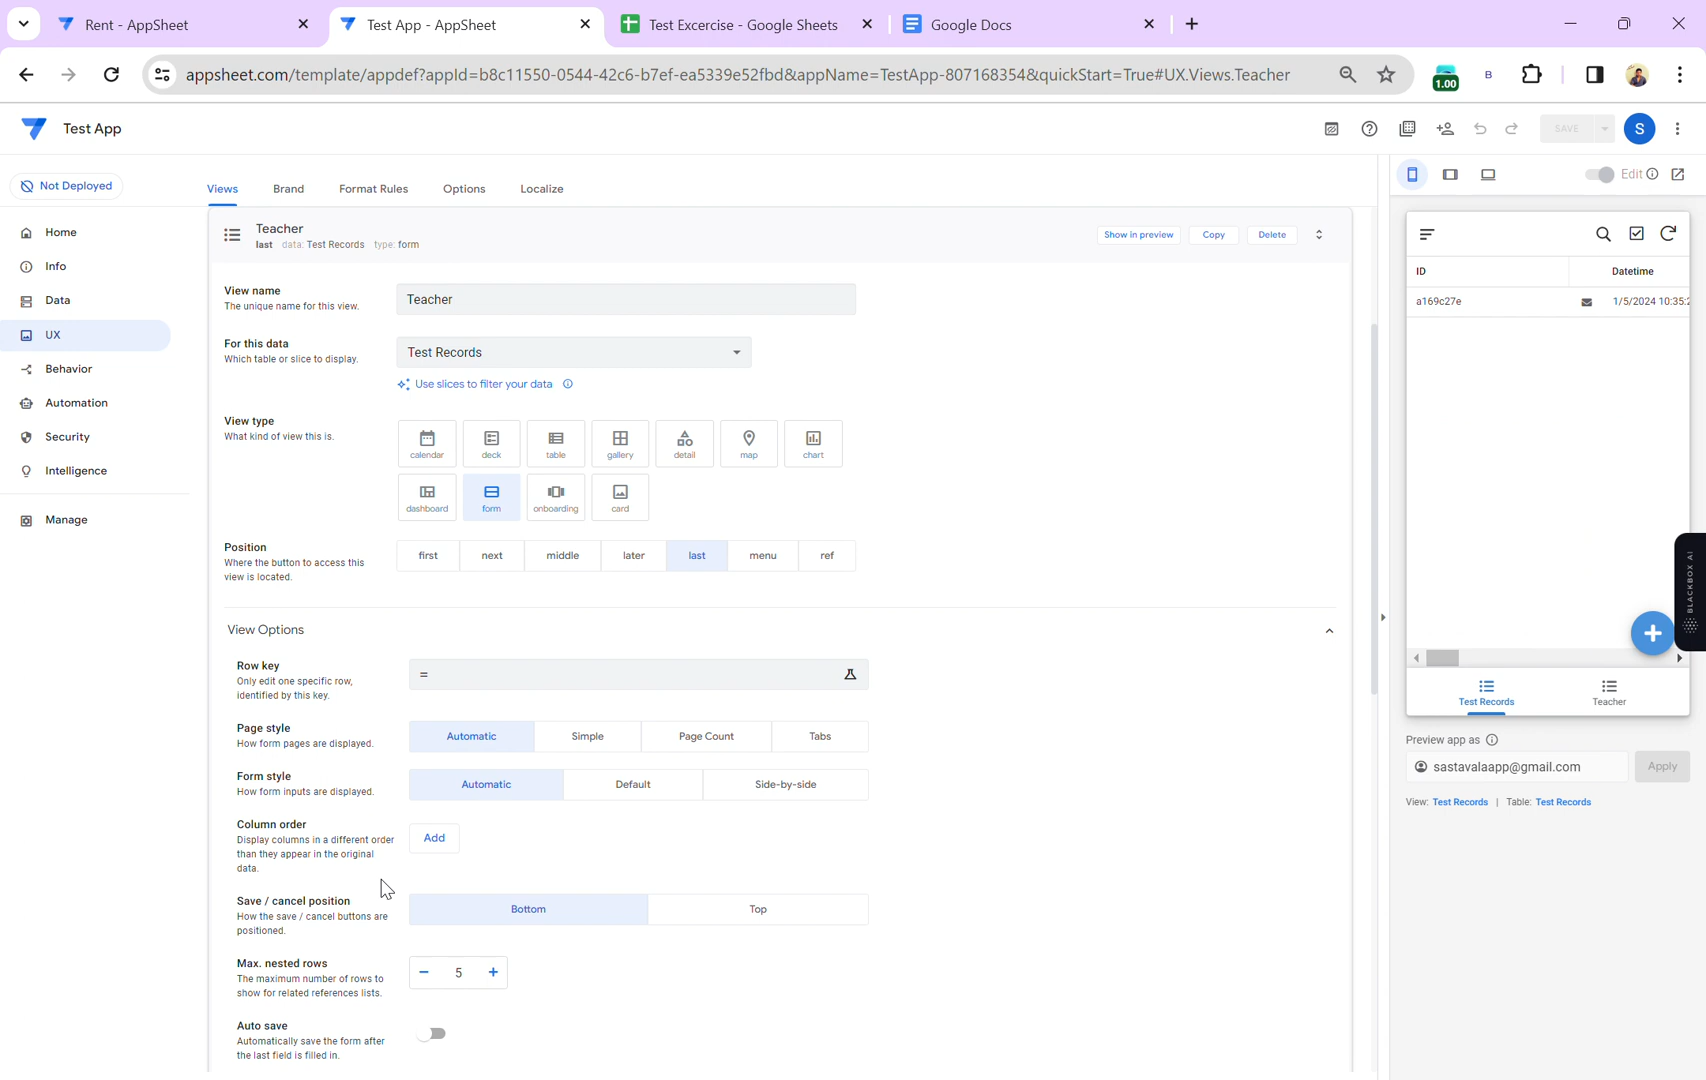 Rent - AppSheet
Test App - AppSheet
Test Excercise - Google Sheets
Google Docs
appsheet.com/template/appdef?appId=b8c11550-0544-42c6-b7ef-ea5339e52fbd&appName=TestApp-807168354&quickStart=True#UX.Views.Teacher
1.00
B
Test App
SAVE
S
Not Deployed
Home
Info
Data
UX
Behavior
Automation
Security
Intelligence
Manage
Views
Brand
Format Rules
Options
Localize
Teacher
last data: Test Records type: form
Show in preview
Copy
Delete
View name
The unique name for this view.
Teacher
For this data
Which table or slice to display.
Test Records
Use slices to filter your data
View type
What kind of view this is.
calendar
deck
table
gallery
detail
map
chart
dashboard
form
onboarding
card
Position
Where the button to access this
view is located.
first
next
middle
later
last
menu
ref
View Options
Row key
Only edit one specific row,
identified by this key.
=
Page style
How form pages are displayed.
Automatic
Simple
Page Count
Tabs
Form style
How form inputs are displayed.
Automatic
Default
Side-by-side
Column order
Display columns in a different order
than they appear in the original
data.
Add
Save / cancel position
How the save / cancel buttons are
positioned.
Bottom
Top
Max. nested rows
The maximum number of rows to
show for related references lists.
5
Auto save
Automatically save the form after
the last field is filled in.
Edit
ID
Datetime
a169c27e
1/5/2024 10:35:2
BLACKBOX AI
Test Records
Teacher
Preview app as
sastavalaapp@gmail.com
Apply
View: Test Records | Table: Test Records